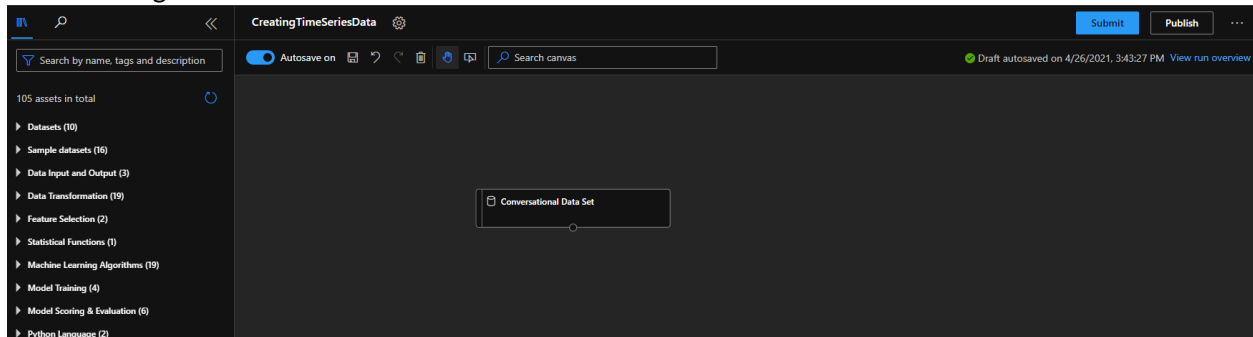 CreatingTimeSeriesData
Submit
Publish
Search by name, tags and description
Autosave on
Search canvas
Draft autosaved on 4/26/2021, 3:43:27 PM View run overview
105 assets in total
Datasets (10)
Sample datasets (16)
Data Input and Output (3)
Data Transformation (19)
Feature Selection (2)
Statistical Functions (1)
Machine Learning Algorithms (19)
Model Training (4)
Model Scoring & Evaluation (6)
Python Language (2)
Conversational Data Set